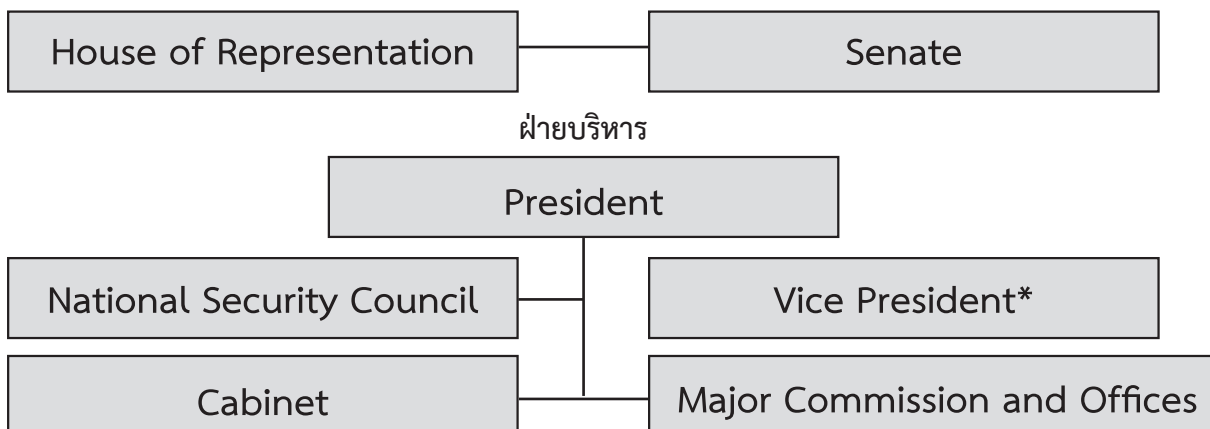 House of Representation
Senate
ฝ่ายบริหาร
President
National Security Council
Vice President*
Cabinet
Major Commission and Offices